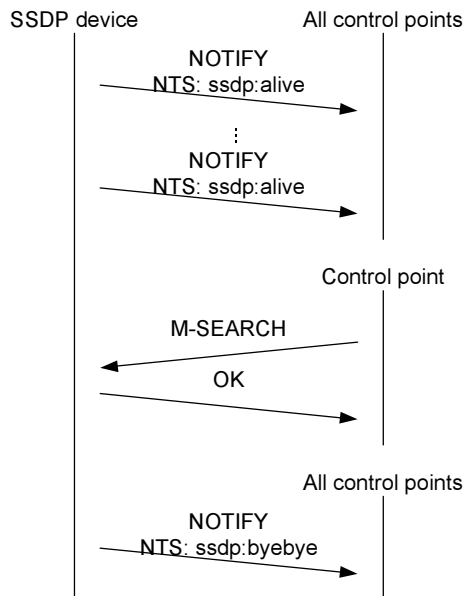 SSDP device
All control points
NOTIFY
NTS: ssdp:alive
NOTIFY
NTS: ssdp:alive
Control point
M-SEARCH
OK
All control points
NOTIFY
NTS: ssdp:byebye